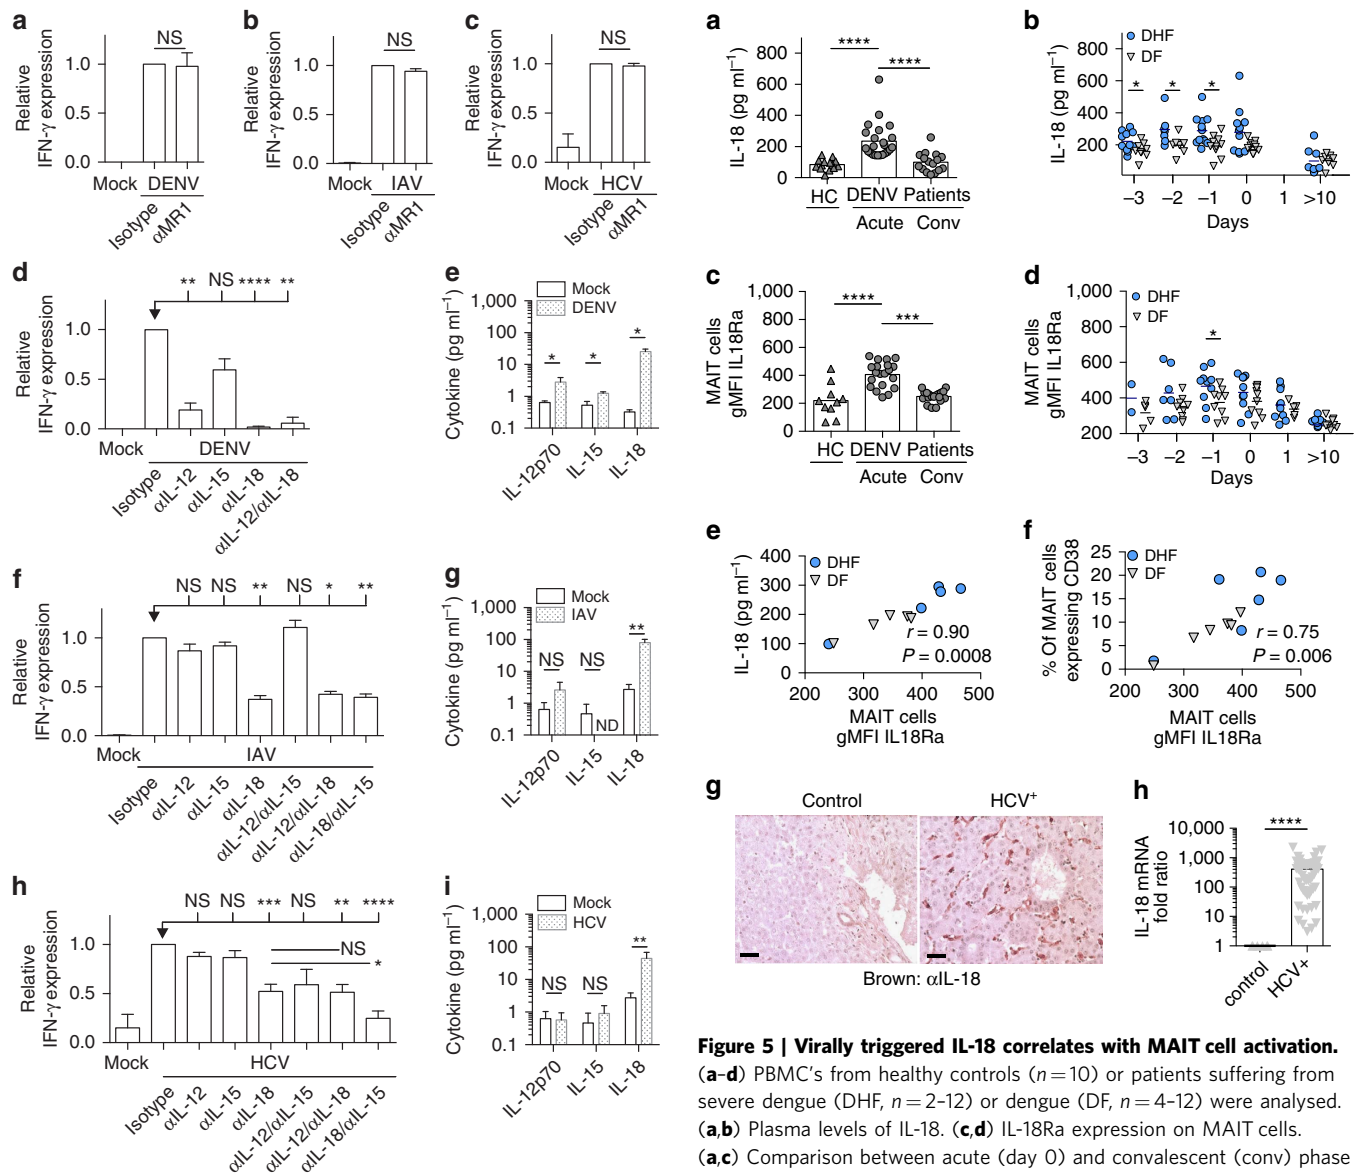 a
NS
Relative
IFN-γ expression
1.0
0.5
0.0
Mock
DENV
Isotype
αMR1
b
NS
Relative
IFN-γ expression
1.0
0.5
0.0
Mock
IAV
Isotype
αMR1
c
NS
Relative
IFN-γ expression
1.0
0.5
0.0
Mock
HCV
Isotype
αMR1
d
** NS **** **
Relative
IFN-γ expression
1.0
0.5
0.0
Mock
DENV
Isotype
αIL-12
αIL-15
αIL-18
αIL-12/αIL-18
e
Mock
DENV
Cytokine (pg ml−1)
1,000
100
10
1
0.1
* * *
IL-12p70
IL-15
IL-18
f
NS NS ** NS * **
Relative
IFN-γ expression
1.0
0.5
0.0
Mock
IAV
Isotype
αIL-12
αIL-15
αIL-18
αIL-12/αIL-15
αIL-12/αIL-18
αIL-18/αIL-15
g
Mock
IAV
Cytokine (pg ml−1)
1,000
100
10
1
0.1
NS NS **
ND
IL-12p70
IL-15
IL-18
h
NS NS *** NS ** ****
NS
*
Relative
IFN-γ expression
1.0
0.5
0.0
Mock
HCV
Isotype
αIL-12
αIL-15
αIL-18
αIL-12/αIL-15
αIL-12/αIL-18
αIL-18/αIL-15
i
Mock
HCV
Cytokine (pg ml−1)
1,000
100
10
1
0.1
NS NS **
IL-12p70
IL-15
IL-18
a
**** ****
IL-18 (pg ml−1)
800
600
400
200
0
HC DENV Patients
Acute Conv
b
DHF
DF
IL-18 (pg ml−1)
800
600
400
200
* * *
−3 −2 −1 0 1 >10
Days
c
**** ***
MAIT cells
gMFI IL18Ra
1,000
800
600
400
200
0
HC DENV Patients
Acute Conv
d
DHF
DF
MAIT cells
gMFI IL18Ra
1,000
800
600
400
200
*
−3 −2 −1 0 1 >10
Days
e
DHF
DF
IL-18 (pg ml−1)
400
300
200
100
0
r = 0.90
P = 0.0008
200 300 400 500
MAIT cells
gMFI IL18Ra
f
DHF
DF
% Of MAIT cells
expressing CD38
25
20
15
10
5
0
r = 0.75
P = 0.006
200 300 400 500
MAIT cells
gMFI IL18Ra
g
Control HCV+
Brown: αIL-18
h
****
IL-18 mRNA
fold ratio
10,000
1,000
100
10
1
control
HCV+
Figure 5 | Virally triggered IL-18 correlates with MAIT cell activation.
(a-d) PBMC's from healthy controls (n = 10) or patients suffering from
severe dengue (DHF, n = 2–12) or dengue (DF, n = 4–12) were analysed.
(a,b) Plasma levels of IL-18. (c,d) IL-18Ra expression on MAIT cells.
(a,c) Comparison between acute (day 0) and convalescent (conv) phase